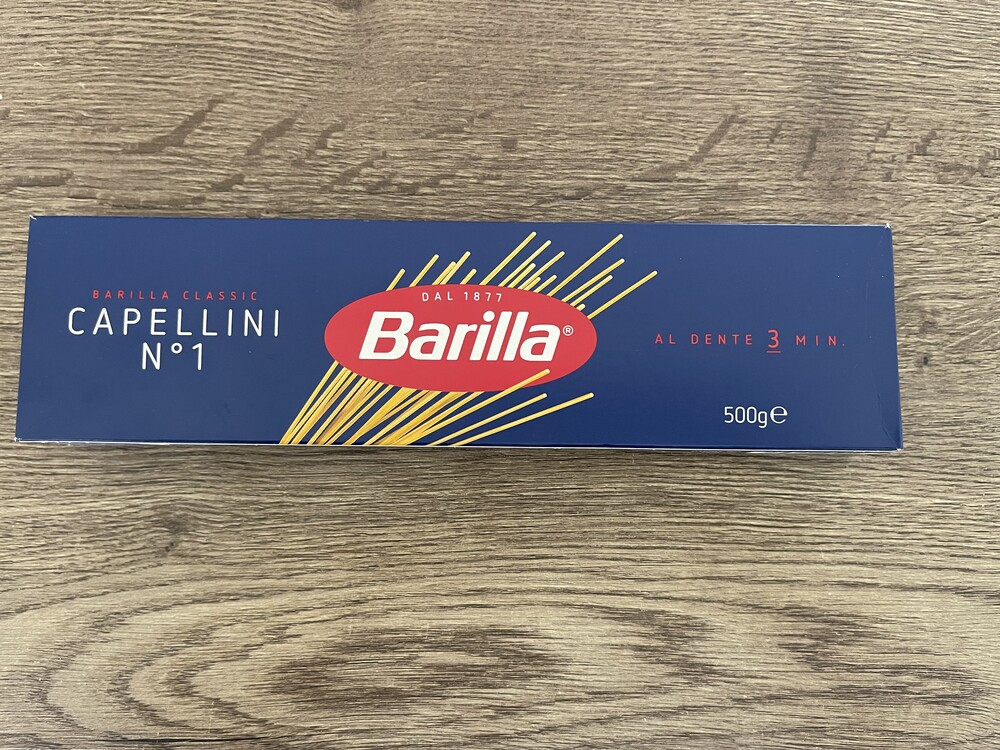 BARILLA CLASSIC
CAPELLINI
N°1
DAL 1877
Barilla®
AL DENTE 3 MIN.
500g℮